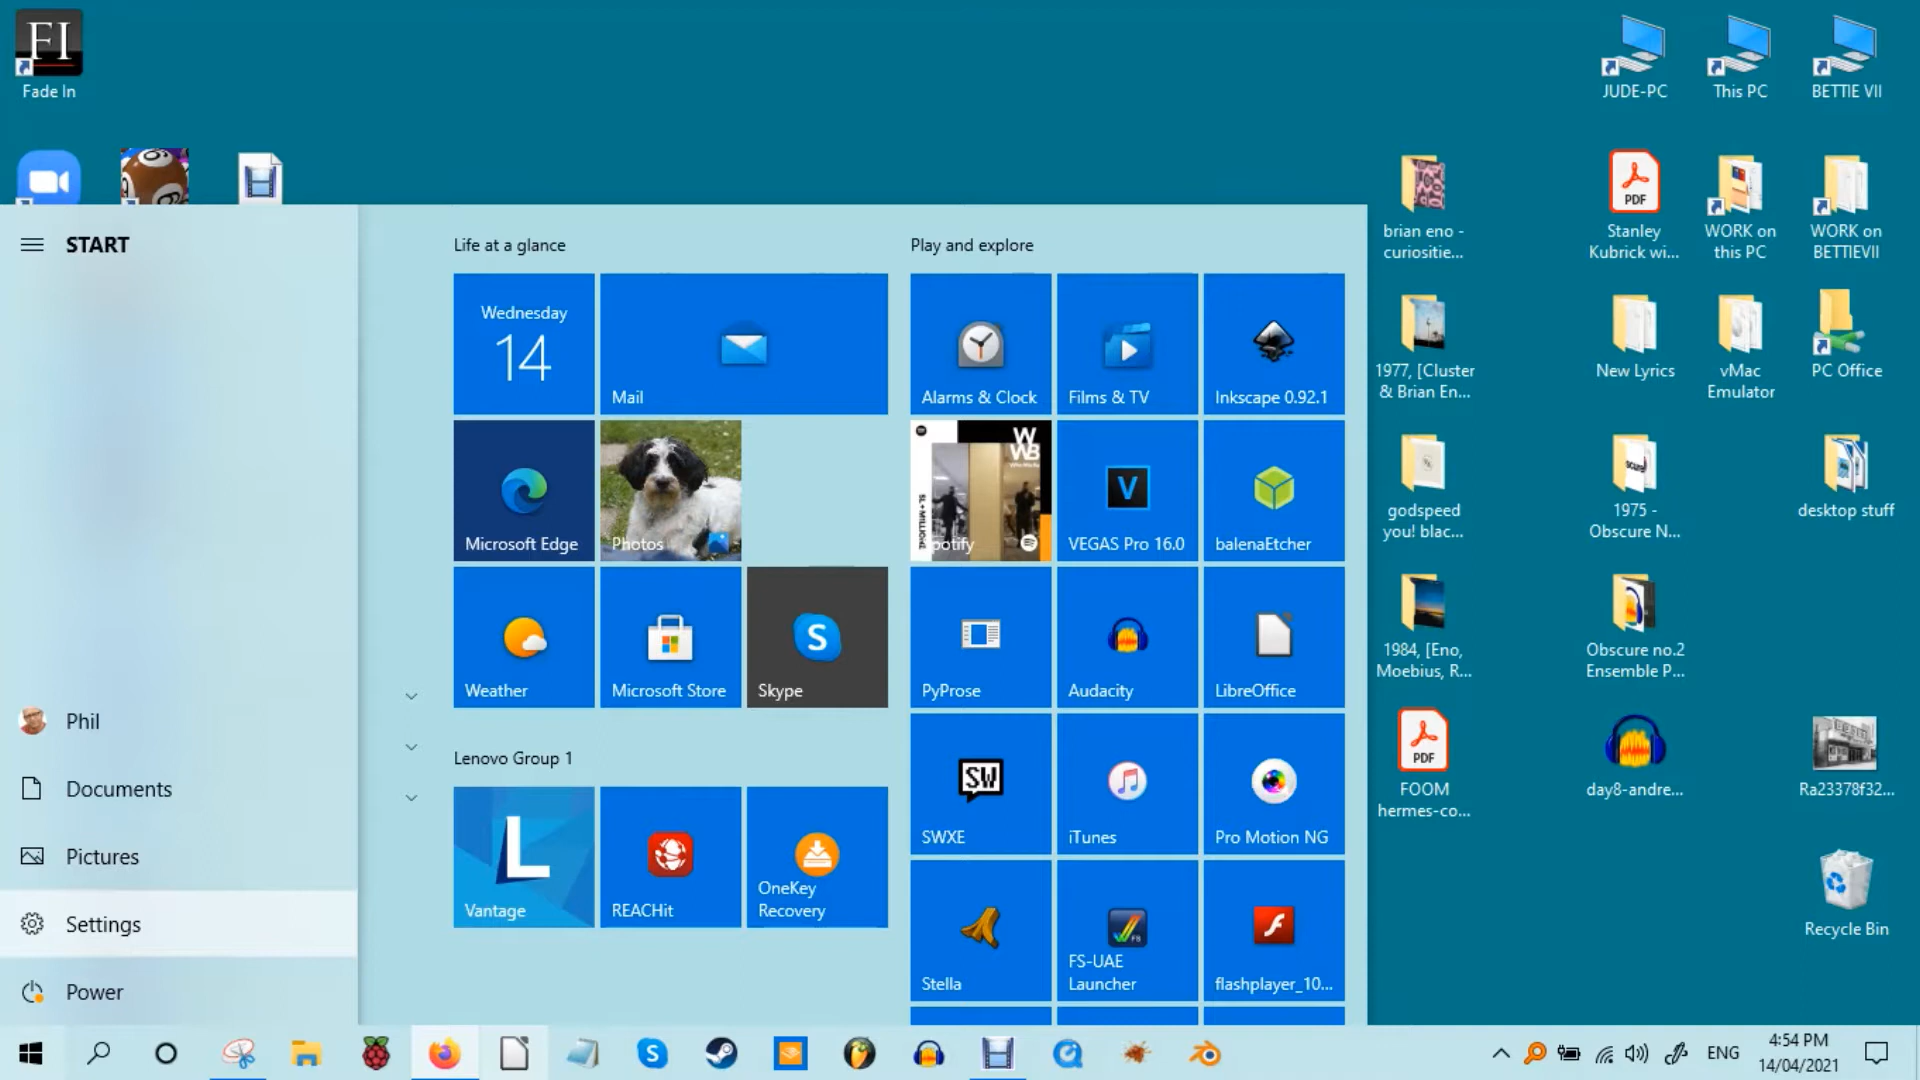 FI
Fade In
JUDE-PC
This PC
BETTIE VII
START
Life at a glance
Play and explore
Wednesday
14
Mail
Alarms & Clock
Films & TV
Inkscape 0.92.1
Microsoft Edge
Photos
W
WB
potify
V
VEGAS Pro 16.0
balenaEtcher
Weather
Microsoft Store
S
Skype
PyProse
Audacity
LibreOffice
Lenovo Group 1
SW
SWXE
iTunes
Pro Motion NG
L
Vantage
REACHit
OneKey
Recovery
Stella
FS
FS-UAE
Launcher
flashplayer_10...
Phil
Documents
Pictures
Settings
Power
brian eno -
curiositie...
PDF
Stanley
Kubrick wi...
WORK on
this PC
WORK on
BETTIEVII
1977, [Cluster
& Brian En...
New Lyrics
vMac
Emulator
PC Office
godspeed
you! blac...
1975 -
Obscure N...
desktop stuff
1984, [Eno,
Moebius, R...
Obscure no.2
Ensemble P...
PDF
FOOM
hermes-co...
day8-andre...
Ra23378f32...
Recycle Bin
ENG
4:54 PM
14/04/2021